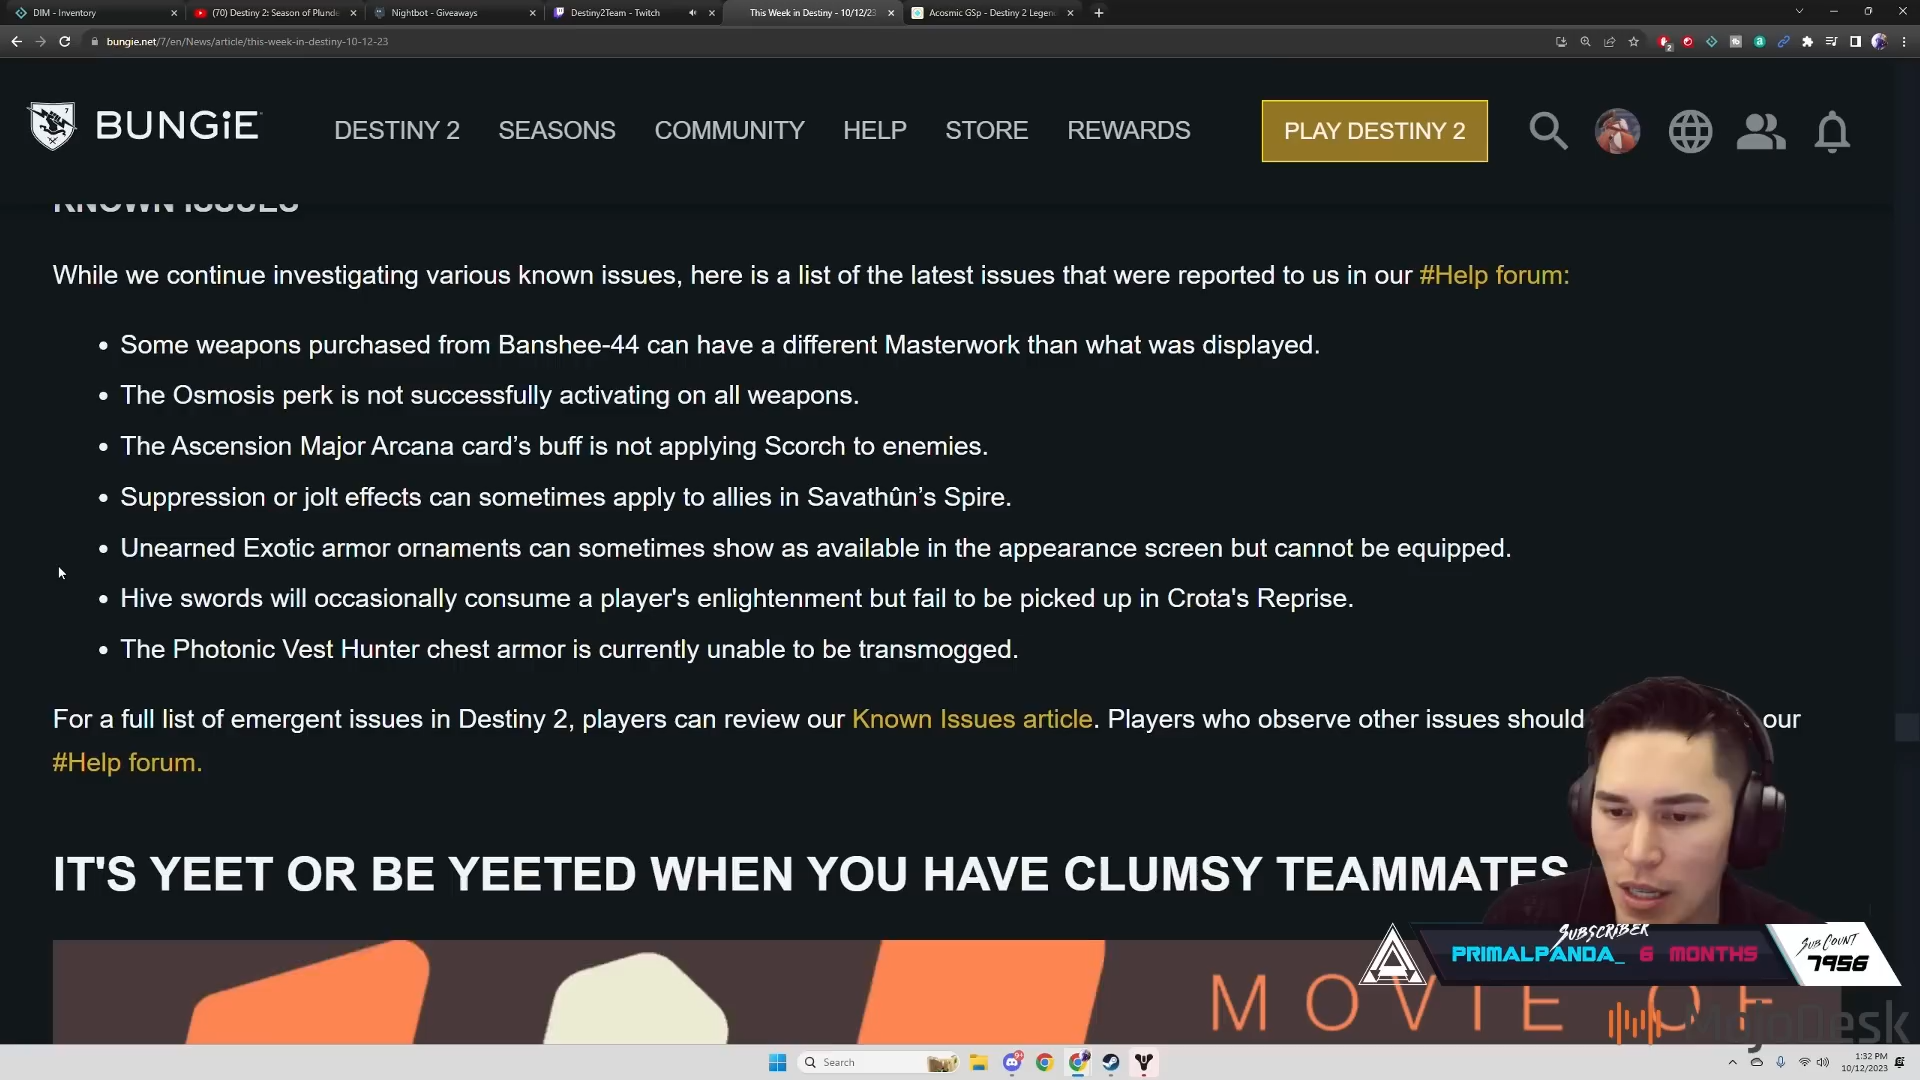 DIM - Inventory
(70) Destiny 2: Season of Plunde
Nightbot - Giveaways
Destiny2Team - Twitch
This Week in Destiny - 10/12/23
Acosmic GSp - Destiny 2 Legen
bungie.net/7/en/News/article/this-week-in-destiny-10-12-23
2
7
BUNGiE
DESTINY 2
SEASONS
COMMUNITY
HELP
STORE
REWARDS
PLAY DESTINY 2
KNOWN ISSUES
While we continue investigating various known issues, here is a list of the latest issues that were reported to us in our #Help forum:
• Some weapons purchased from Banshee-44 can have a different Masterwork than what was displayed.
• The Osmosis perk is not successfully activating on all weapons.
• The Ascension Major Arcana card’s buff is not applying Scorch to enemies.
• Suppression or jolt effects can sometimes apply to allies in Savathûn’s Spire.
• Unearned Exotic armor ornaments can sometimes show as available in the appearance screen but cannot be equipped.
• Hive swords will occasionally consume a player's enlightenment but fail to be picked up in Crota's Reprise.
• The Photonic Vest Hunter chest armor is currently unable to be transmogged.
For a full list of emergent issues in Destiny 2, players can review our Known Issues article. Players who observe other issues should our
#Help forum.
IT'S YEET OR BE YEETED WHEN YOU HAVE CLUMSY TEAMMATES
SUBSCRIBER
PRIMALPANDA_ 6 MONTHS
SUB COUNT
7956
MOVIE OF
MojoDesk
Search
9+
1:32 PM
10/12/2023